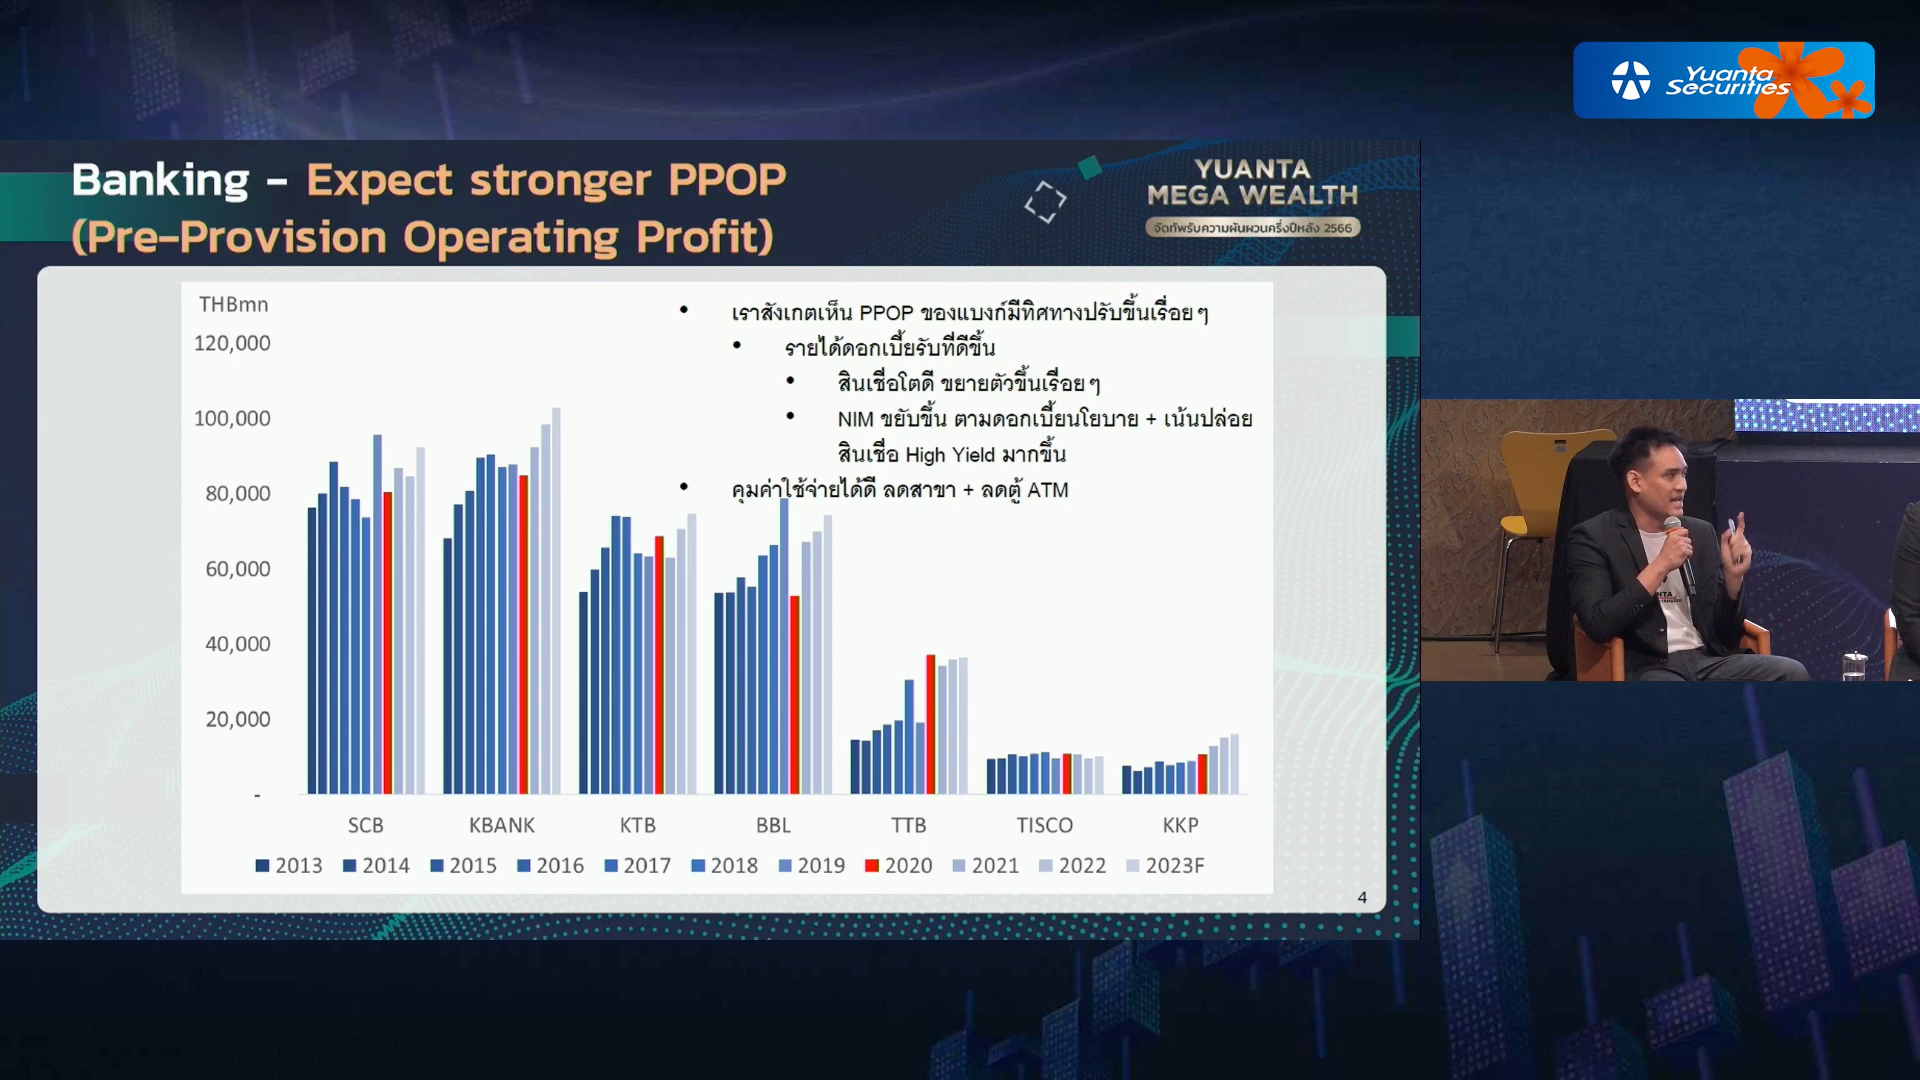 Yuanta
Securities
Banking - Expect stronger PPOP
(Pre-Provision Operating Profit)
YUANTA
MEGA WEALTH
จัดทัพรับความผันผวนครึ่งปีหลัง 2566
THBmn
120,000
100,000
80,000
60,000
40,000
20,000
-
• เราสังเกตเห็น PPOP ของแบงก์มีทิศทางปรับขึ้นเรื่อยๆ
• รายได้ดอกเบี้ยรับที่ดีขึ้น
• สินเชื่อโตดี ขยายตัวขึ้นเรื่อยๆ
• NIM ขยับขึ้น ตามดอกเบี้ยนโยบาย + เน้นปล่อย
สินเชื่อ High Yield มากขึ้น
• คุมค่าใช้จ่ายได้ดี ลดสาขา + ลดตู้ ATM
SCB KBANK KTB BBL TTB TISCO KKP
2013 2014 2015 2016 2017 2018 2019 2020 2021 2022 2023F
4